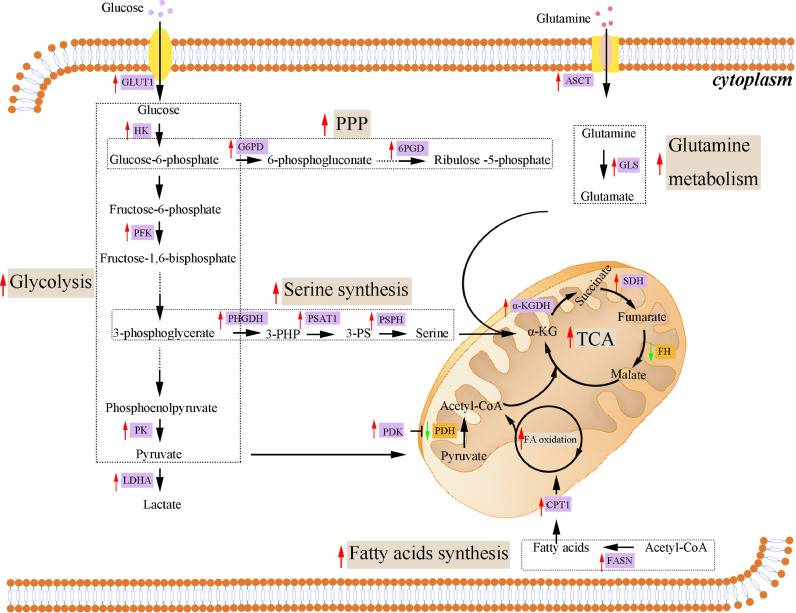 Glucose
Glutamine
GLUT1
ASCT
cytoplasm
Glucose
HK
PPP
G6PD
6PGD
Glucose-6-phosphate
6-phosphogluconate
Ribulose -5-phosphate
Glutamine
GLS
Glutamate
Glutamine
metabolism
Fructose-6-phosphate
PFK
Fructose-1,6-bisphosphate
Glycolysis
Serine synthesis
PHGDH
PSAT1
PSPH
3-phosphoglycerate
3-PHP
3-PS
Serine
α-KGDH
Succinate
SDH
α-KG
TCA
Fumarate
FH
Malate
Phosphoenolpyruvate
PK
Pyruvate
LDHA
Lactate
Acetyl-CoA
PDK
PDH
FA oxidation
Pyruvate
CPT1
Fatty acids synthesis
Fatty acids
Acetyl-CoA
FASN